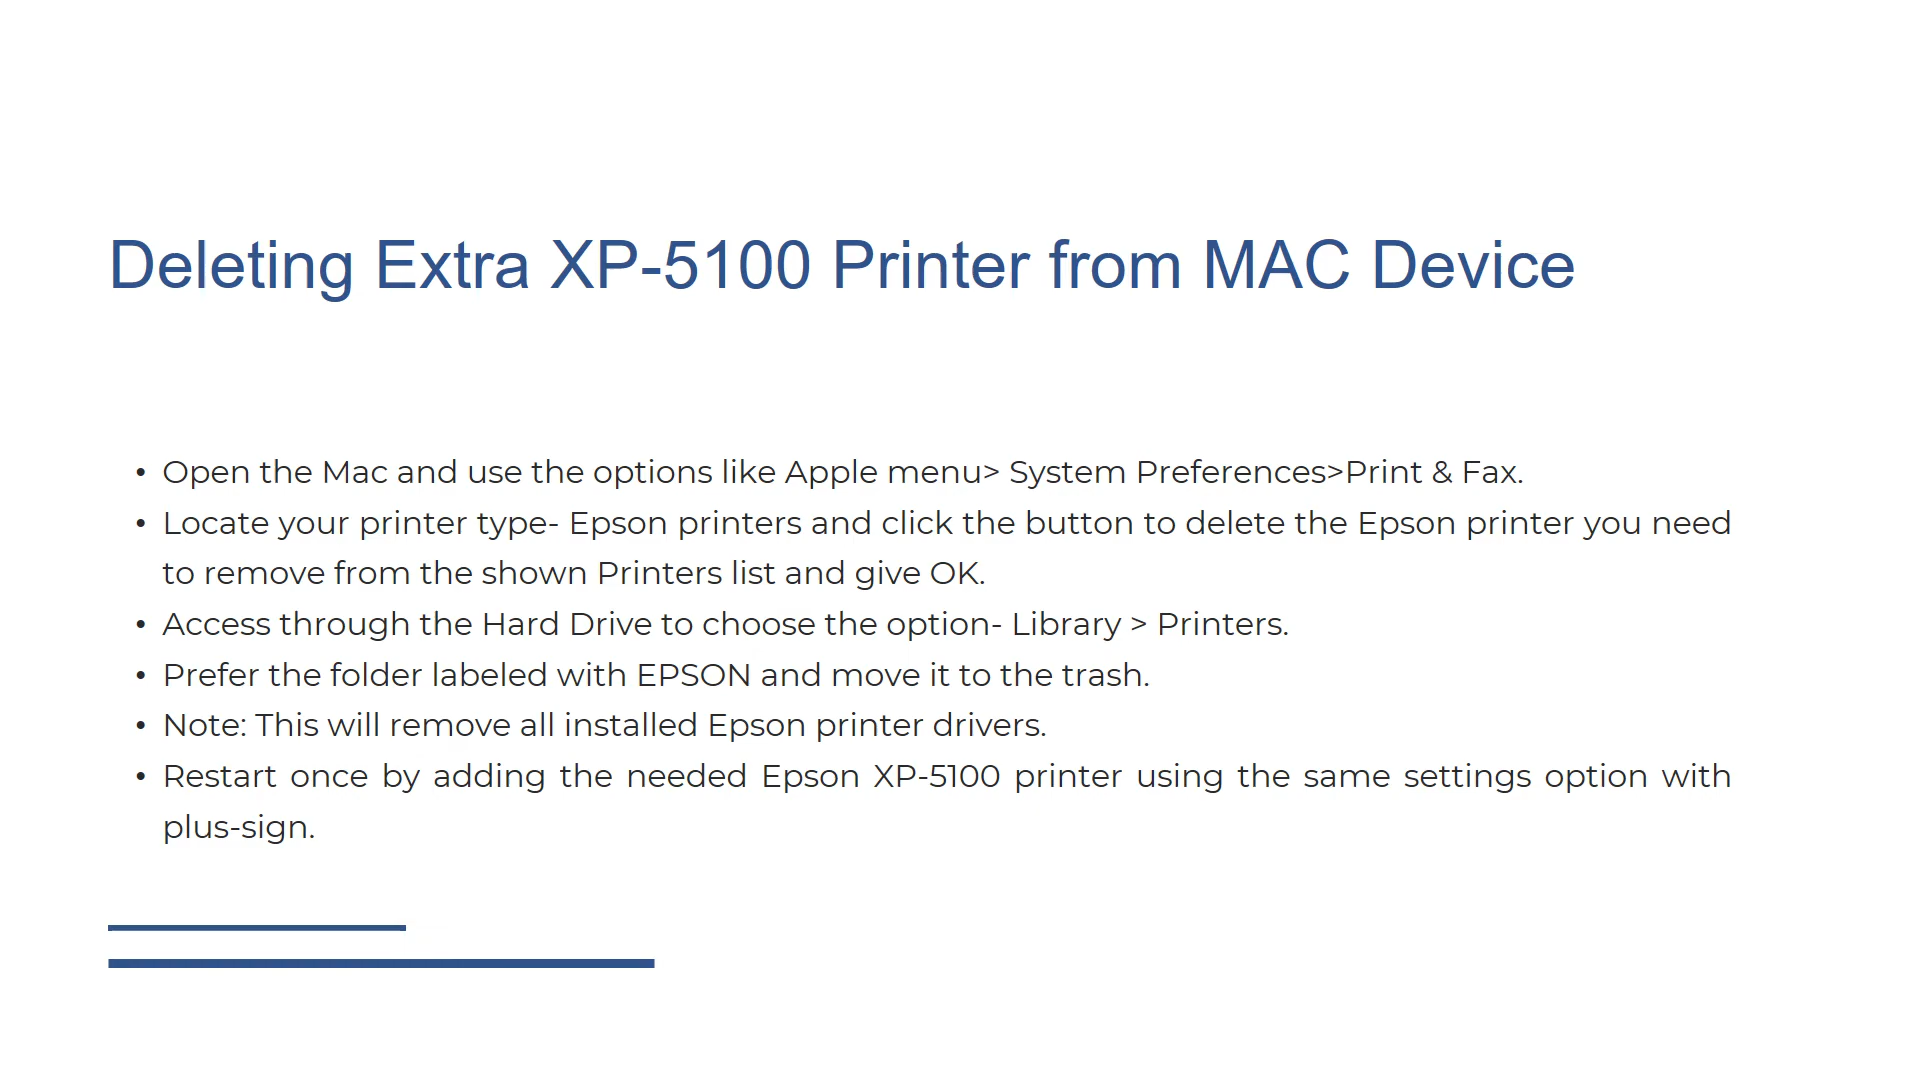 Deleting Extra XP-5100 Printer from MAC Device
• Open the Mac and use the options like Apple menu> System Preferences>Print & Fax.
• Locate your printer type- Epson printers and click the button to delete the Epson printer you need
to remove from the shown Printers list and give OK.
• Access through the Hard Drive to choose the option- Library > Printers.
• Prefer the folder labeled with EPSON and move it to the trash.
• Note: This will remove all installed Epson printer drivers.
• Restart once by adding the needed Epson XP-5100 printer using the same settings option with
plus-sign.